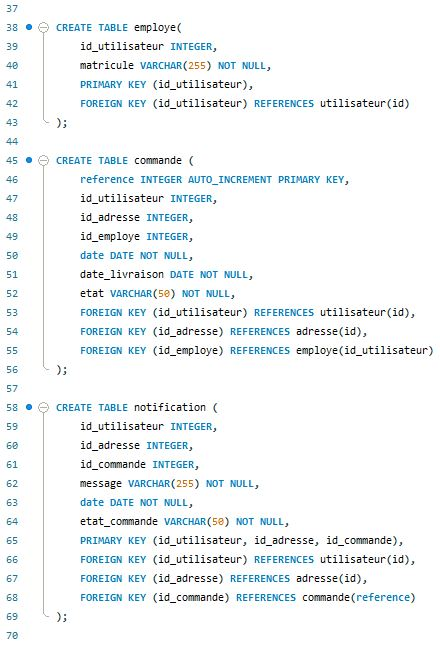 37
38 CREATE TABLE employe(
39 id_utilisateur INTEGER,
40 matricule VARCHAR(255) NOT NULL,
41 PRIMARY KEY (id_utilisateur),
42 FOREIGN KEY (id_utilisateur) REFERENCES utilisateur(id)
43 );
44
45 CREATE TABLE commande (
46 reference INTEGER AUTO_INCREMENT PRIMARY KEY,
47 id_utilisateur INTEGER,
48 id_adresse INTEGER,
49 id_employe INTEGER,
50 date DATE NOT NULL,
51 date_livraison DATE NOT NULL,
52 etat VARCHAR(50) NOT NULL,
53 FOREIGN KEY (id_utilisateur) REFERENCES utilisateur(id),
54 FOREIGN KEY (id_adresse) REFERENCES adresse(id),
55 FOREIGN KEY (id_employe) REFERENCES employe(id_utilisateur)
56 );
57
58 CREATE TABLE notification (
59 id_utilisateur INTEGER,
60 id_adresse INTEGER,
61 id_commande INTEGER,
62 message VARCHAR(255) NOT NULL,
63 date DATE NOT NULL,
64 etat_commande VARCHAR(50) NOT NULL,
65 PRIMARY KEY (id_utilisateur, id_adresse, id_commande),
66 FOREIGN KEY (id_utilisateur) REFERENCES utilisateur(id),
67 FOREIGN KEY (id_adresse) REFERENCES adresse(id),
68 FOREIGN KEY (id_commande) REFERENCES commande(reference)
69 );
70